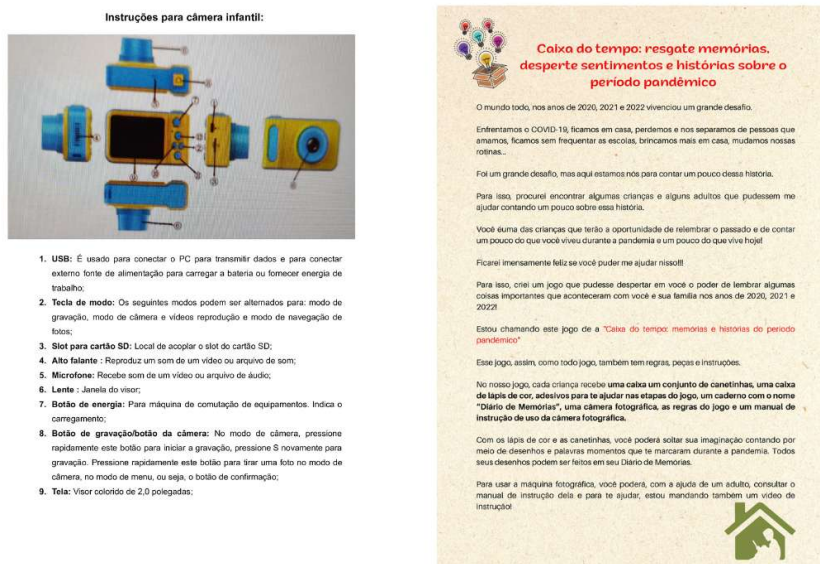 Instruções para câmera infantil:
1. USB: É usado para conectar o PC para transmitir dados e para conectar
externo fonte de alimentação para carregar a bateria ou fornecer energia de
trabalho;
2. Tecla de modo: Os seguintes modos podem ser alternados para: modo de
gravação, modo de câmera e vídeos reprodução e modo de navegação de
fotos;
3. Slot para cartão SD: Local de acoplar o slot do cartão SD;
4. Alto falante : Reproduz um som de um vídeo ou arquivo de som;
5. Microfone: Recebe som de um vídeo ou arquivo de áudio;
6. Lente : Janela do visor;
7. Botão de energia: Para máquina de comutação de equipamentos. Indica o
carregamento;
8. Botão de gravação/botão da câmera: No modo de câmera, pressione
rapidamente este botão para iniciar a gravação, pressione S novamente para
gravação. Pressione rapidamente este botão para tirar uma foto no modo de
câmera, no modo de menu, ou seja, o botão de confirmação;
9. Tela: Visor colorido de 2,0 polegadas;
Caixa do tempo: resgate memórias,
desperte sentimentos e histórias sobre o
período pandêmico
O mundo todo, nos anos de 2020, 2021 e 2022 vivenciou um grande desafio.
Enfrentamos o COVID-19, ficamos em casa, perdemos e nos separamos de pessoas que
amamos, ficamos sem frequentar as escolas, brincamos mais em casa, mudamos nossas
rotinas...
Foi um grande desafio, mas aqui estamos nós para contar um pouco dessa história.
Para isso, procurei encontrar algumas crianças e alguns adultos que pudessem me
ajudar contando um pouco sobre essa história.
Você éuma das crianças que terão a oportunidade de relembrar o passado e de contar
um pouco do que você viveu durante a pandemia e um pouco do que vive hoje!
Ficarei imensamente feliz se você puder me ajudar nisso!!!
Para isso, criei um jogo que pudesse despertar em você o poder de lembrar algumas
coisas importantes que aconteceram com você e sua família nos anos de 2020, 2021 e
2022!
Estou chamando este jogo de a "Caixa do tempo: memórias e histórias do período
pandêmico"
Esse jogo, assim, como todo jogo, também tem regras, peças e instruções.
No nosso jogo, cada criança recebe uma caixa um conjunto de canetinhas, uma caixa
de lápis de cor, adesivos para te ajudar nas etapas do jogo, um caderno com o nome
"Diário de Memórias", uma câmera fotográfica, as regras do jogo e um manual de
instrução de uso da câmera fotográfica.
Com os lápis de cor e as canetinhas, você poderá soltar sua imaginação contando por
meio de desenhos e palavras momentos que te marcaram durante a pandemia. Todos
seus desenhos podem ser feitos em seu Diário de Memórias.
Para usar a máquina fotográfica, você poderá, com a ajuda de um adulto, consultar o
manual de instrução dela e para te ajudar, estou mandando também um vídeo de
instrução!